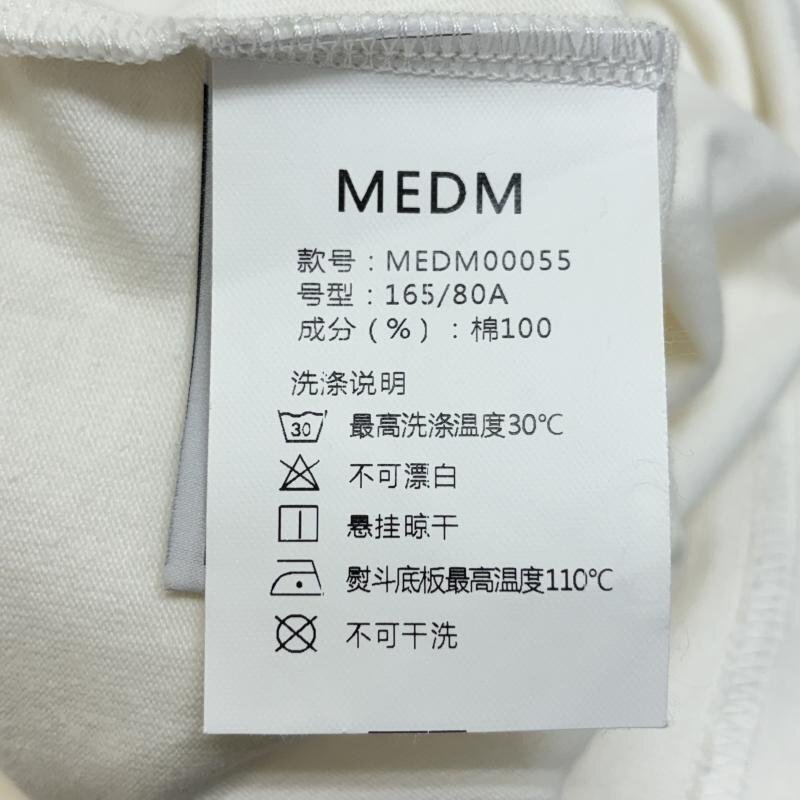 MEDM
款号：MEDM00055
号型：165/80A
成分（%）：棉100
洗涤说明
30 最高洗涤温度30℃
不可漂白
悬挂晾干
熨斗底板最高温度110℃
不可干洗